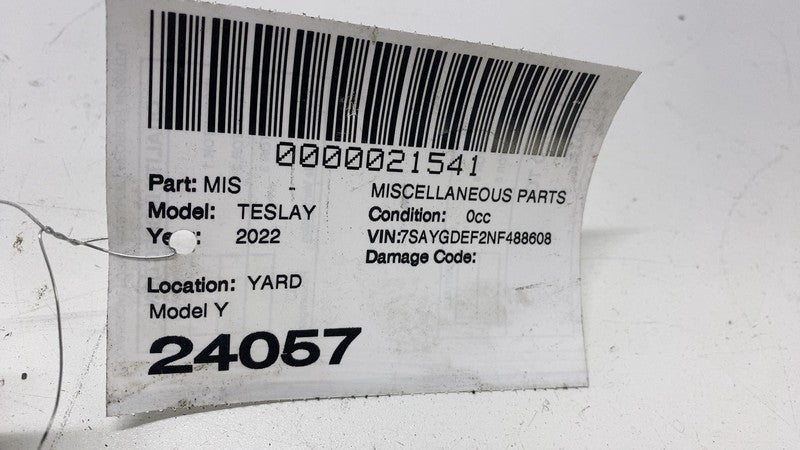 0000021541
Part: MIS - MISCELLANEOUS PARTS
Model: TESLAY Condition: 0cc
Ye : 2022 VIN:7SAYGDEF2NF488608
Damage Code:
Location: YARD
Model Y
24057